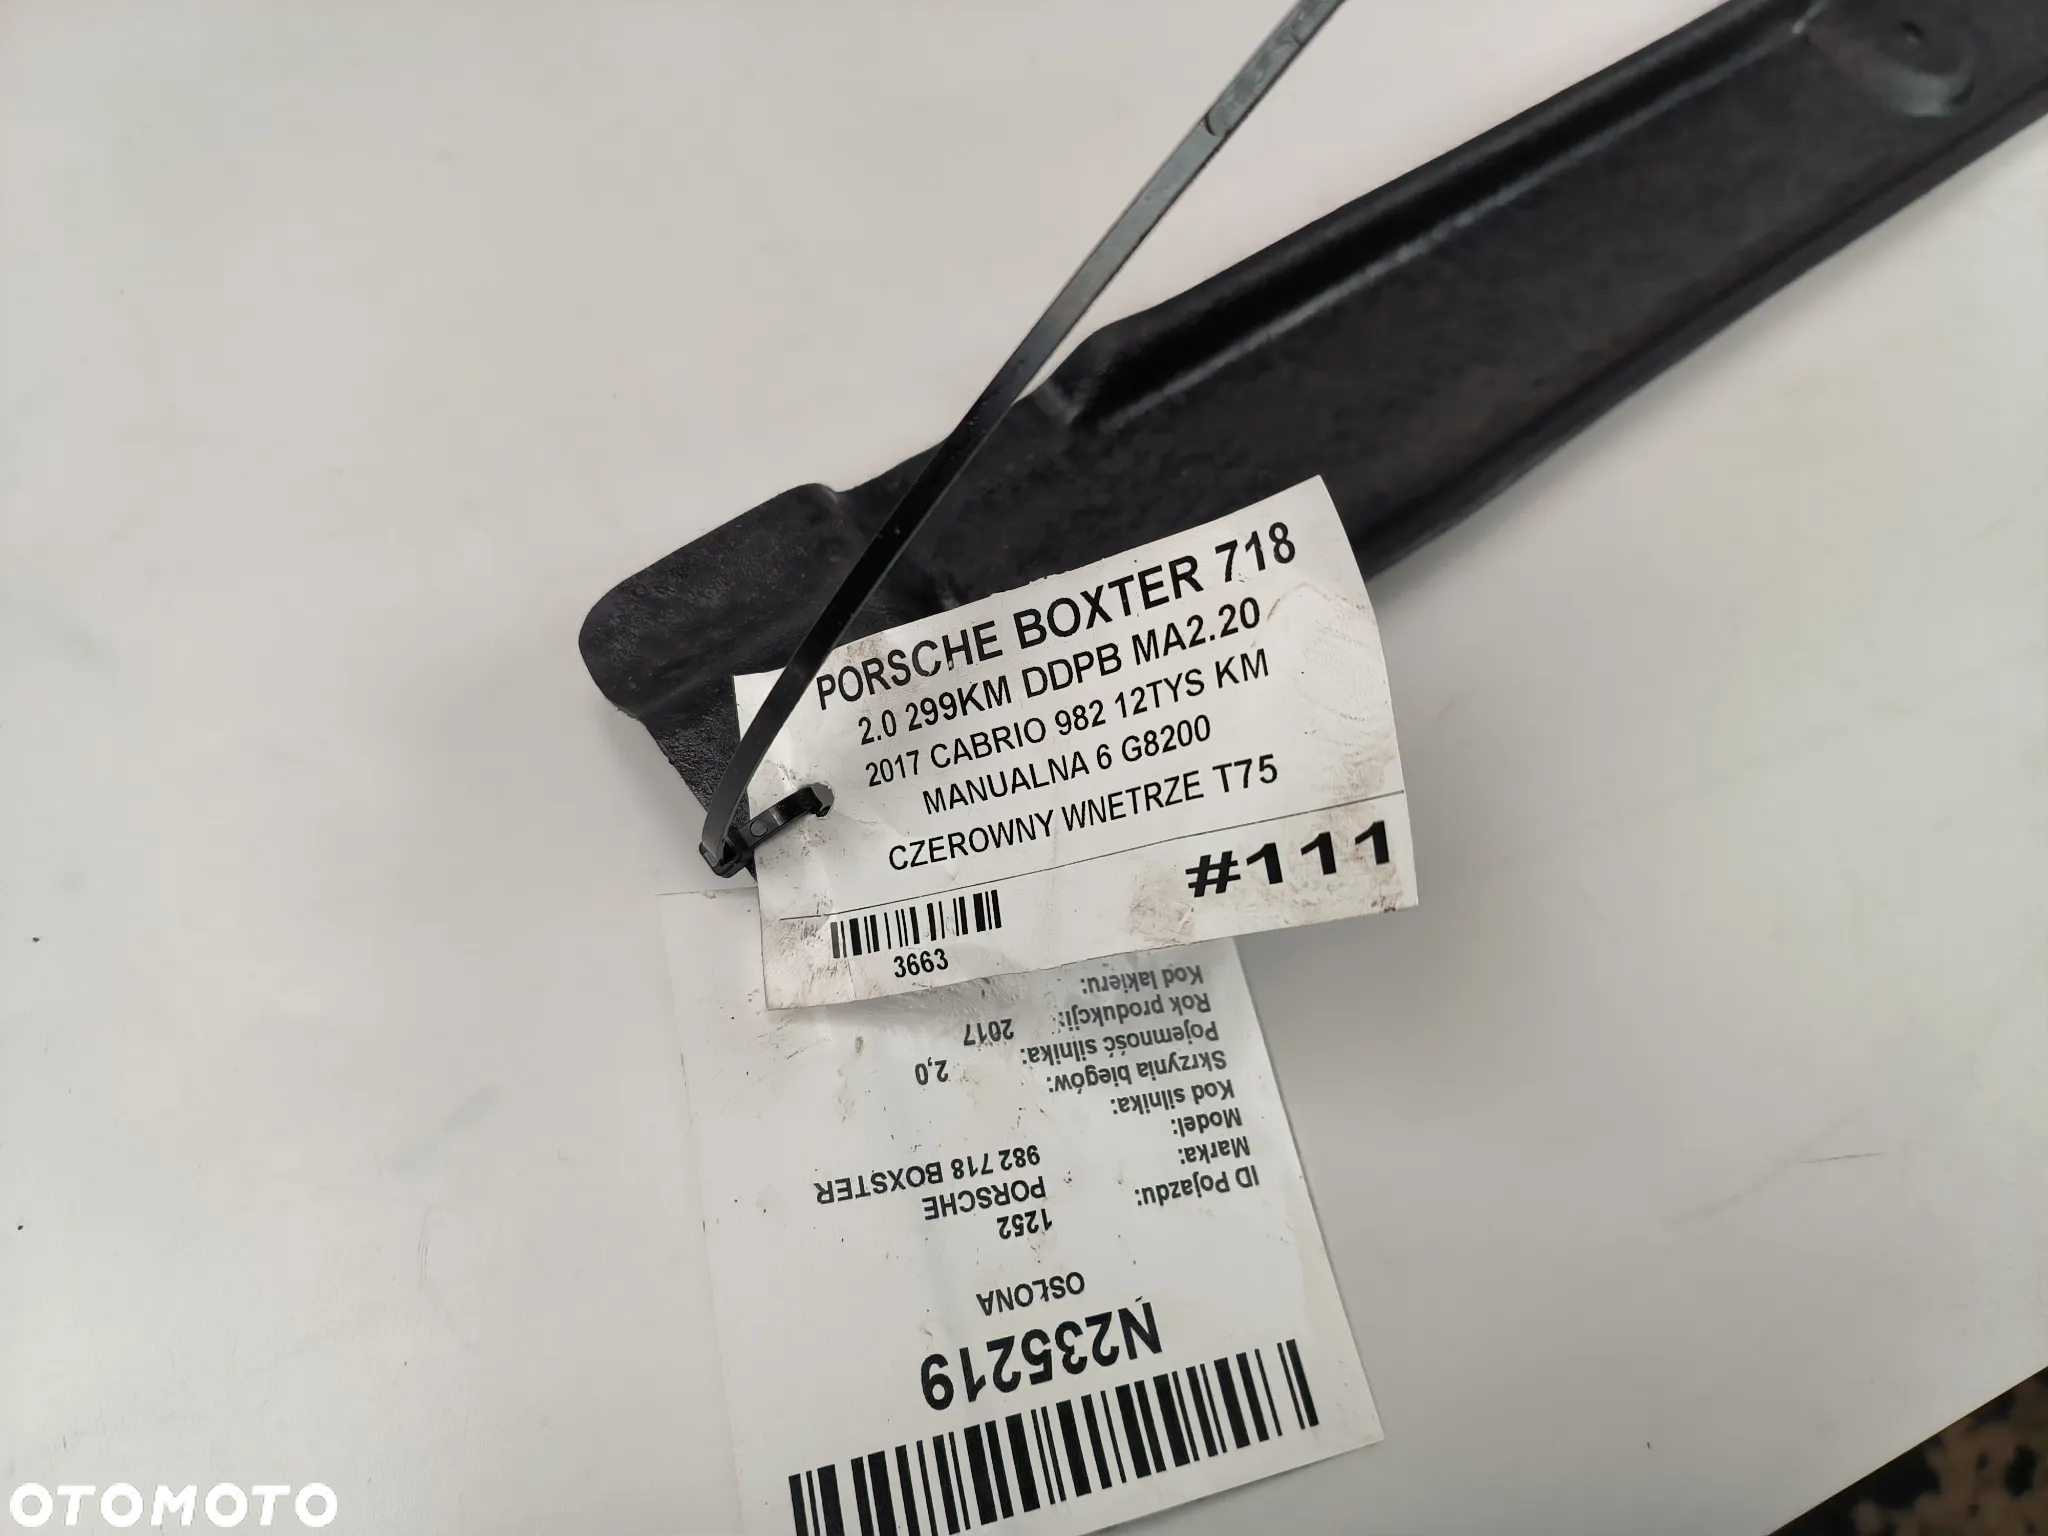 PORSCHE BOXTER 718
2.0 299KM DDPB MA2.20
2017 CABRIO 982 12TYS KM
MANUALNA 6 G8200
CZEROWNY WNETRZE T75
#111
3663
N235219
OSŁONA
ID Pojazdu: 1252
Marka: PORSCHE
Model: 982 718 BOXSTER
Kod silnika:
Skrzynia biegów:
Pojemność silnika: 2,0
Rok produkcji: 2017
Kod lakieru:
OTOMOTO